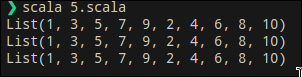 ❯ scala 5.scala
List(1, 3, 5, 7, 9, 2, 4, 6, 8, 10)
List(1, 3, 5, 7, 9, 2, 4, 6, 8, 10)
List(1, 3, 5, 7, 9, 2, 4, 6, 8, 10)